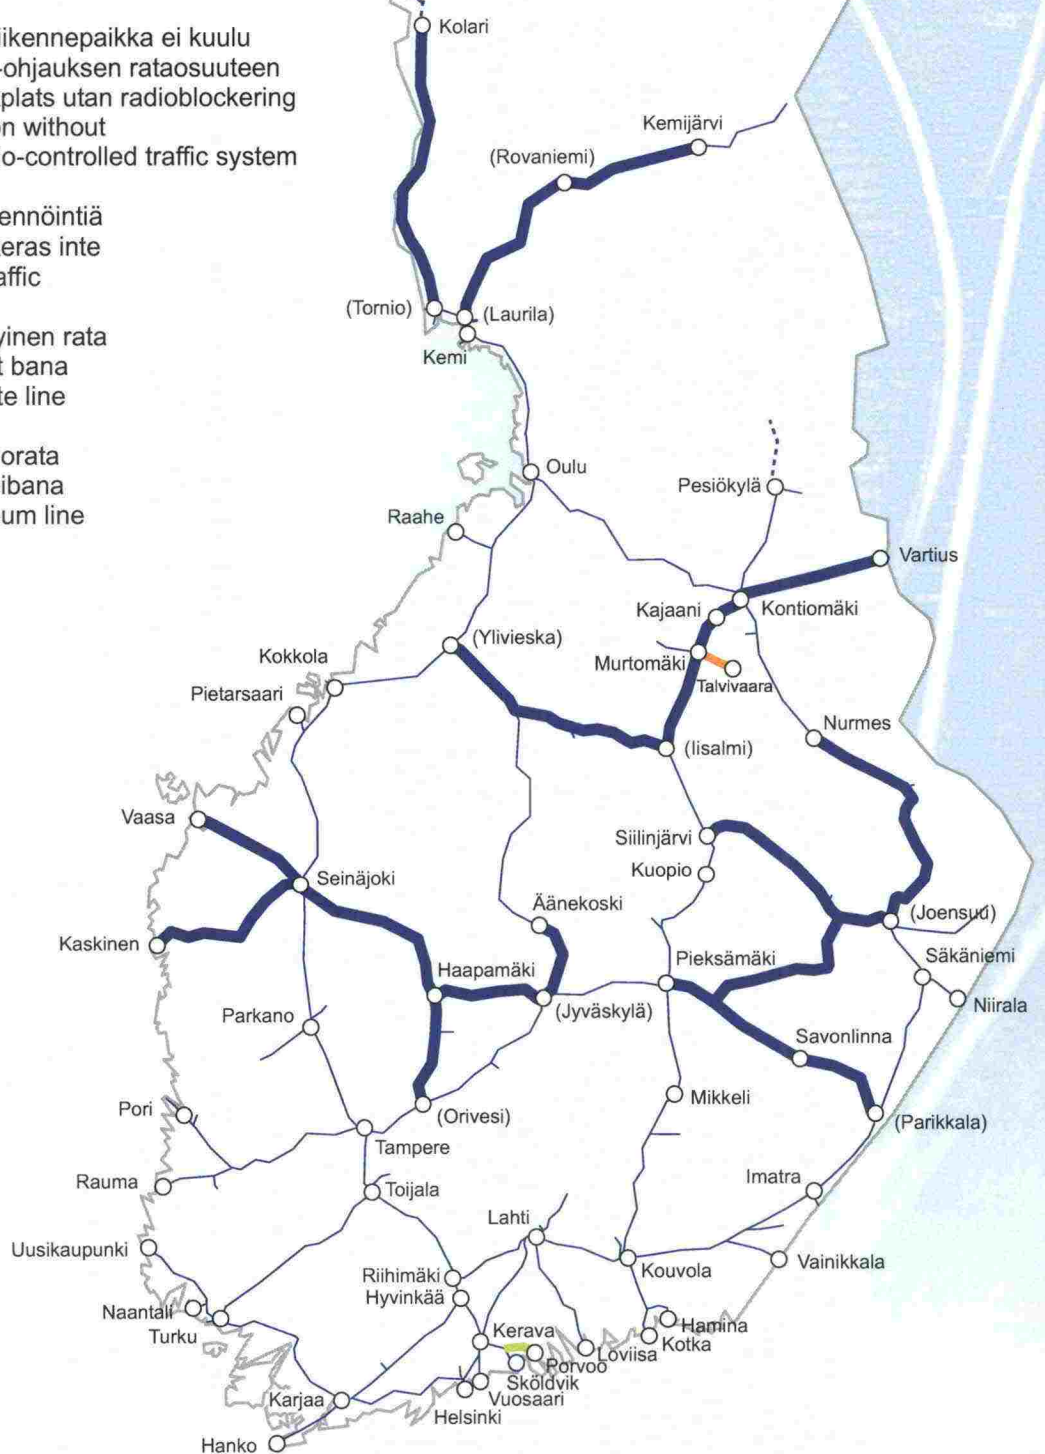 iikennepaikka ei kuulu
-ohjauksen rataosuuteen
plats utan radioblockering
on without
io-controlled traffic system
ennöintiä
eras inte
affic
yinen rata
t bana
te line
orata
ibana
um line
Kolari
Kemijärvi
(Rovaniemi)
(Tornio)
(Laurila)
Kemi
Oulu
Pesiökylä
Raahe
Vartius
Kajaani
Kontiomäki
(Ylivieska)
Murtomäki
Kokkola
Talvivaara
Pietarsaari
Nurmes
(Iisalmi)
Vaasa
Siilinjärvi
Kuopio
Seinäjoki
Äänekoski
(Joensuu)
Kaskinen
Säkäniemi
Pieksämäki
Haapamäki
Niirala
(Jyväskylä)
Parkano
Savonlinna
Mikkeli
Pori
(Orivesi)
(Parikkala)
Tampere
Rauma
Imatra
Toijala
Lahti
Uusikaupunki
Vainikkala
Kouvola
Riihimäki
Hyvinkää
Naantali
Hamina
Turku
Kerava
Kotka
Loviisa
Porvoo
Sköldvik
Karjaa
Vuosaari
Helsinki
Hanko